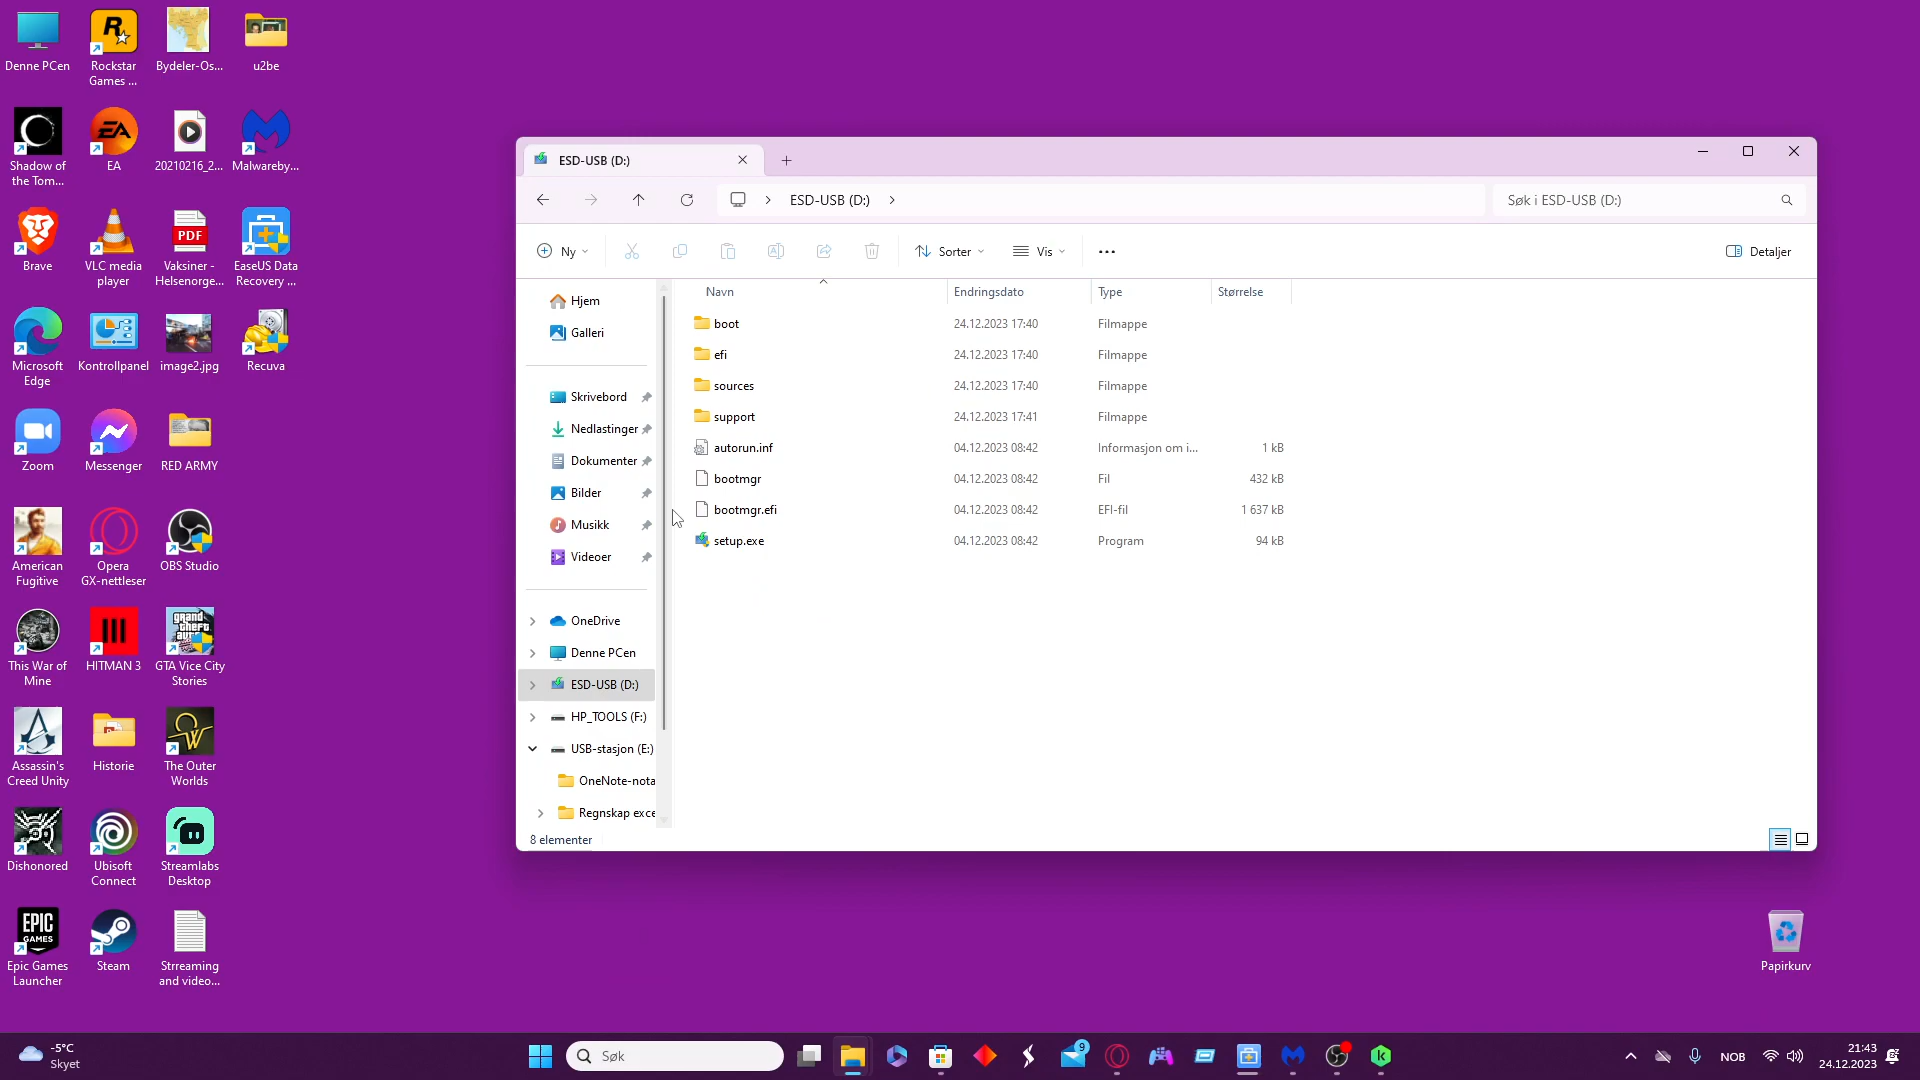 Denne PCen
Rockstar
Games ...
Bydeler-Os...
u2be
Shadow of
the Tom...
EA
20210216_2...
Malwareby...
Brave
VLC media
player
PDF
Vaksiner -
Helsenorge...
EaseUS Data
Recovery ...
Microsoft
Edge
Kontrollpanel
image2.jpg
Recuva
Zoom
Messenger
RED ARMY
American
Fugitive
Opera
GX-nettleser
OBS Studio
This War of
Mine
HITMAN 3
GTA Vice City
Stories
Assassin's
Creed Unity
Historie
The Outer
Worlds
Dishonored
Ubisoft
Connect
Streamlabs
Desktop
EPIC
GAMES
Epic Games
Launcher
Steam
Strreaming
and video...
ESD-USB (D:)
ESD-USB (D:)
Søk i ESD-USB (D:)
Ny
Sorter
Vis
Detaljer
Hjem
Galleri
Skrivebord
Nedlastinger
Dokumenter
Bilder
Musikk
Videoer
OneDrive
Denne PCen
ESD-USB (D:)
HP_TOOLS (F:)
USB-stasjon (E:)
OneNote-nota
Regnskap exce
Navn Endringsdato Type Størrelse
boot 24.12.2023 17:40 Filmappe
efi 24.12.2023 17:40 Filmappe
sources 24.12.2023 17:40 Filmappe
support 24.12.2023 17:41 Filmappe
autorun.inf 04.12.2023 08:42 Informasjon om i... 1 kB
bootmgr 04.12.2023 08:42 Fil 432 kB
bootmgr.efi 04.12.2023 08:42 EFI-fil 1 637 kB
setup.exe 04.12.2023 08:42 Program 94 kB
8 elementer
Papirkurv
-5°C
Skyet
Søk
9
NOB
21:43
24.12.2023